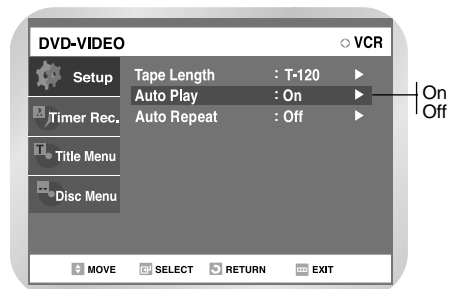 DVD-VIDEO VCR
Setup
Tape Length : T-120
Auto Play : On
Auto Repeat : Off
Timer Rec.
Title Menu
Disc Menu
MOVE SELECT RETURN EXIT
On
Off